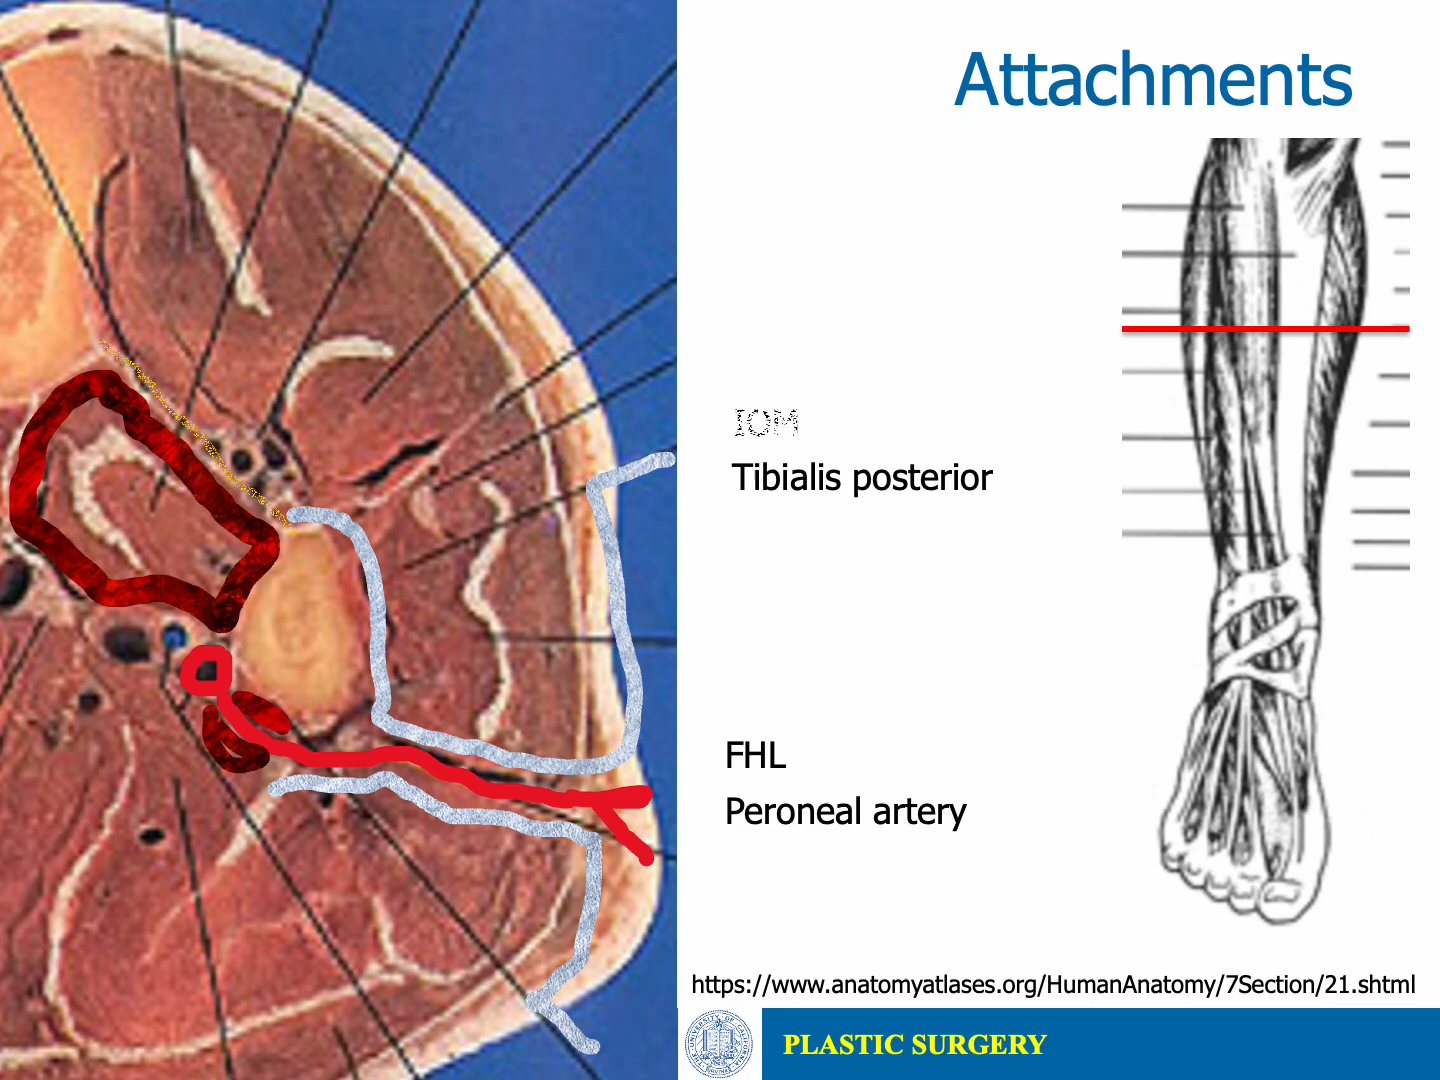 Attachments
IOM
Tibialis posterior
FHL
Peroneal artery
https://www.anatomyatlases.org/HumanAnatomy/7Section/21.shtml
PLASTIC SURGERY